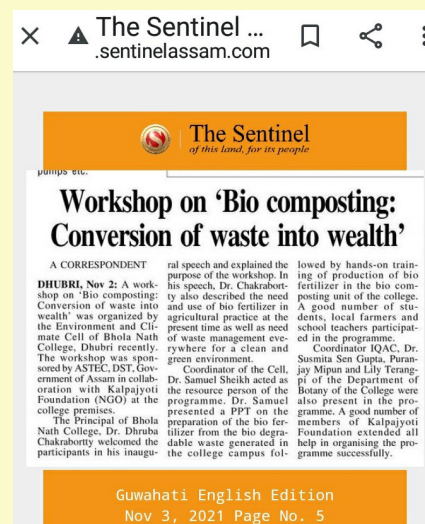 The Sentinel ...
.sentinelassam.com
The Sentinel
of this land, for its people
pumps etc.
Workshop on ‘Bio composting:
Conversion of waste into wealth’
A CORRESPONDENT
DHUBRI, Nov 2: A work-
shop on ‘Bio composting:
Conversion of waste into
wealth’ was organized by
the Environment and Cli-
mate Cell of Bhola Nath
College, Dhubri recently.
The workshop was spon-
sored by ASTEC, DST, Gov-
ernment of Assam in collab-
oration with Kalpajyoti
Foundation (NGO) at the
college premises.
The Principal of Bhola
Nath College, Dr. Dhruba
Chakraborty welcomed the
participants in his inaugu-
ral speech and explained the
purpose of the workshop. In
his speech, Dr. Chakrabort-
ty also described the need
and use of bio fertilizer in
agricultural practice at the
present time as well as need
of waste management eve-
rywhere for a clean and
green environment.
Coordinator of the Cell,
Dr. Samuel Sheikh acted as
the resource person of the
programme. Dr. Samuel
presented a PPT on the
preparation of the bio fer-
tilizer from the bio degra-
dable waste generated in
the college campus fol-
lowed by hands-on train-
ing of production of bio
fertilizer in the bio com-
posting unit of the college.
A good number of stu-
dents, local farmers and
school teachers participat-
ed in the programme.
Coordinator IQAC, Dr.
Susmita Sen Gupta, Puran-
jay Mipun and Lily Terang-
pi of the Department of
Botany of the College were
also present in the pro-
gramme. A good number of
members of Kalpajyoti
Foundation extended all
help in organising the pro-
gramme successfully.
Guwahati English Edition
Nov 3, 2021 Page No. 5